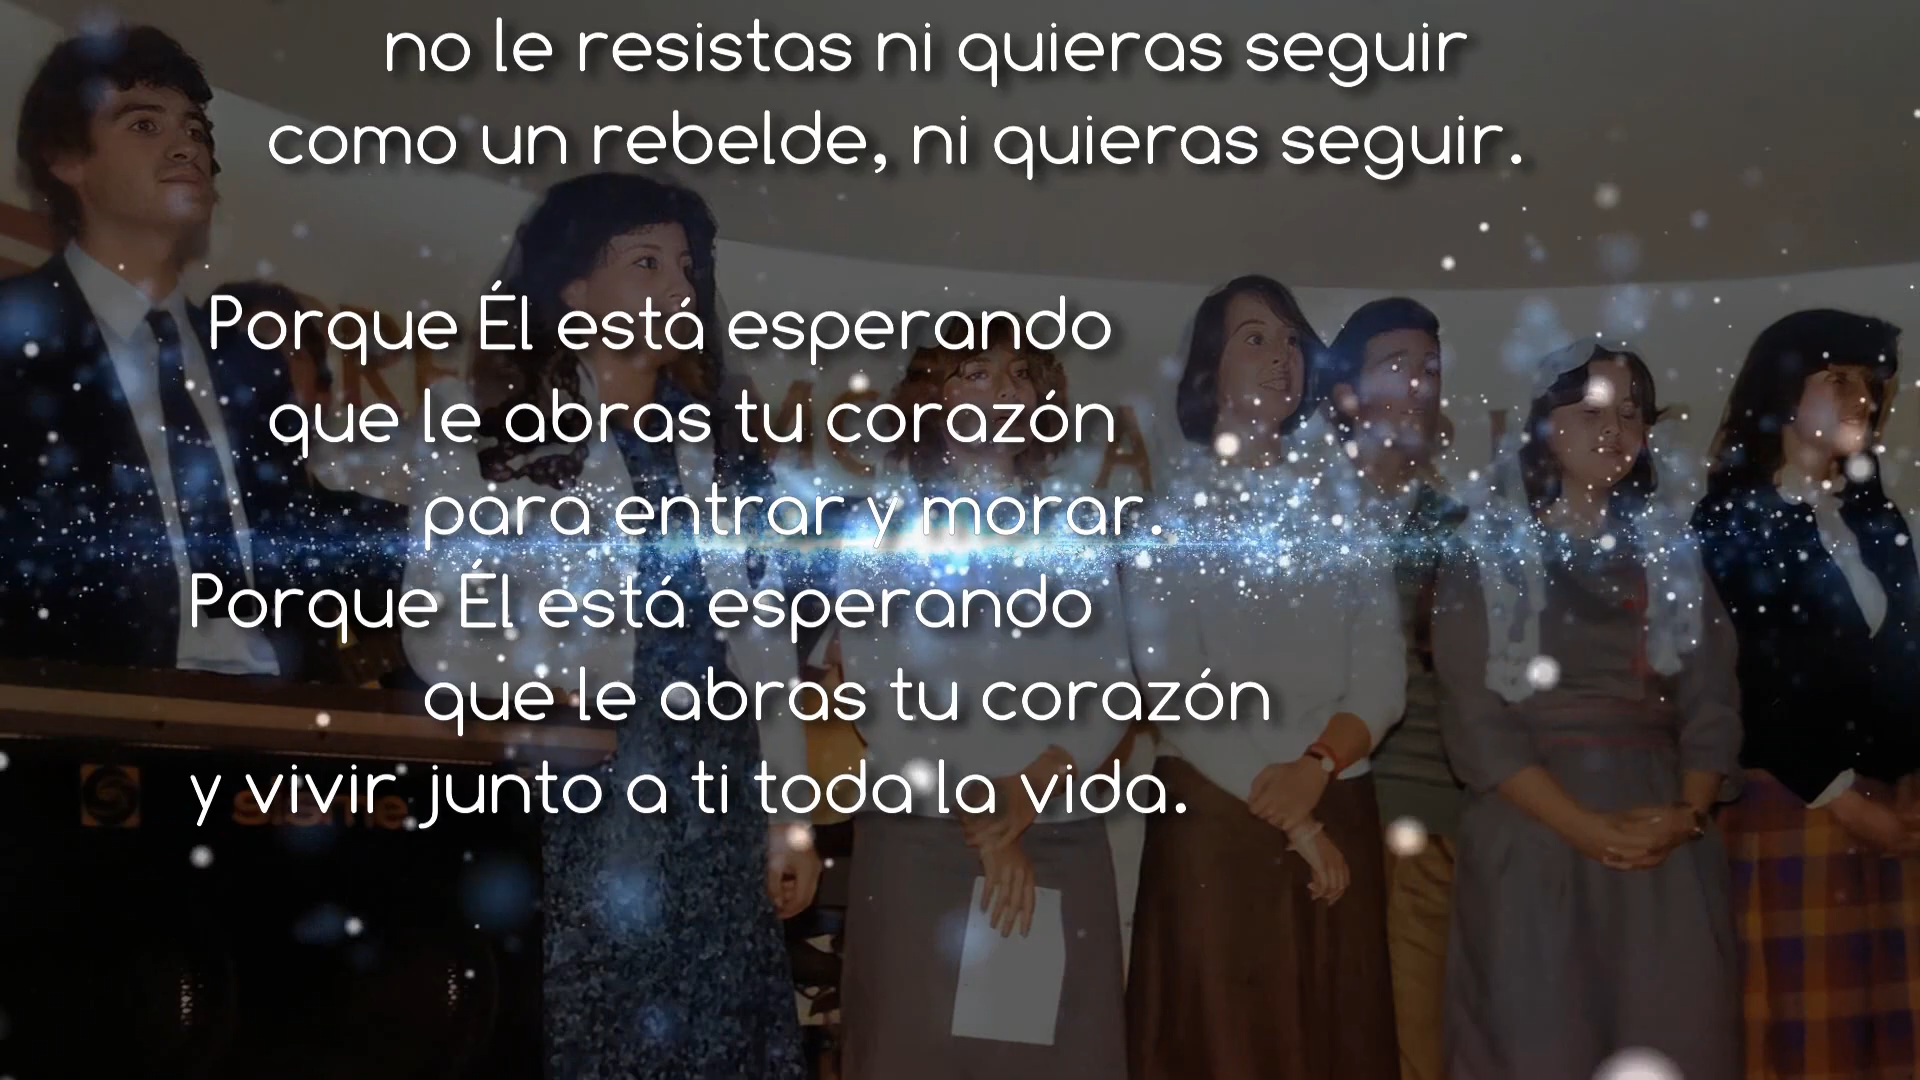 no le resistas ni quieras seguir
como un rebelde, ni quieras seguir.
Porque Él está esperando
que le abras tu corazón
para entrar y morar.
Porque Él está esperando
que le abras tu corazón
y vivir junto a ti toda la vida.